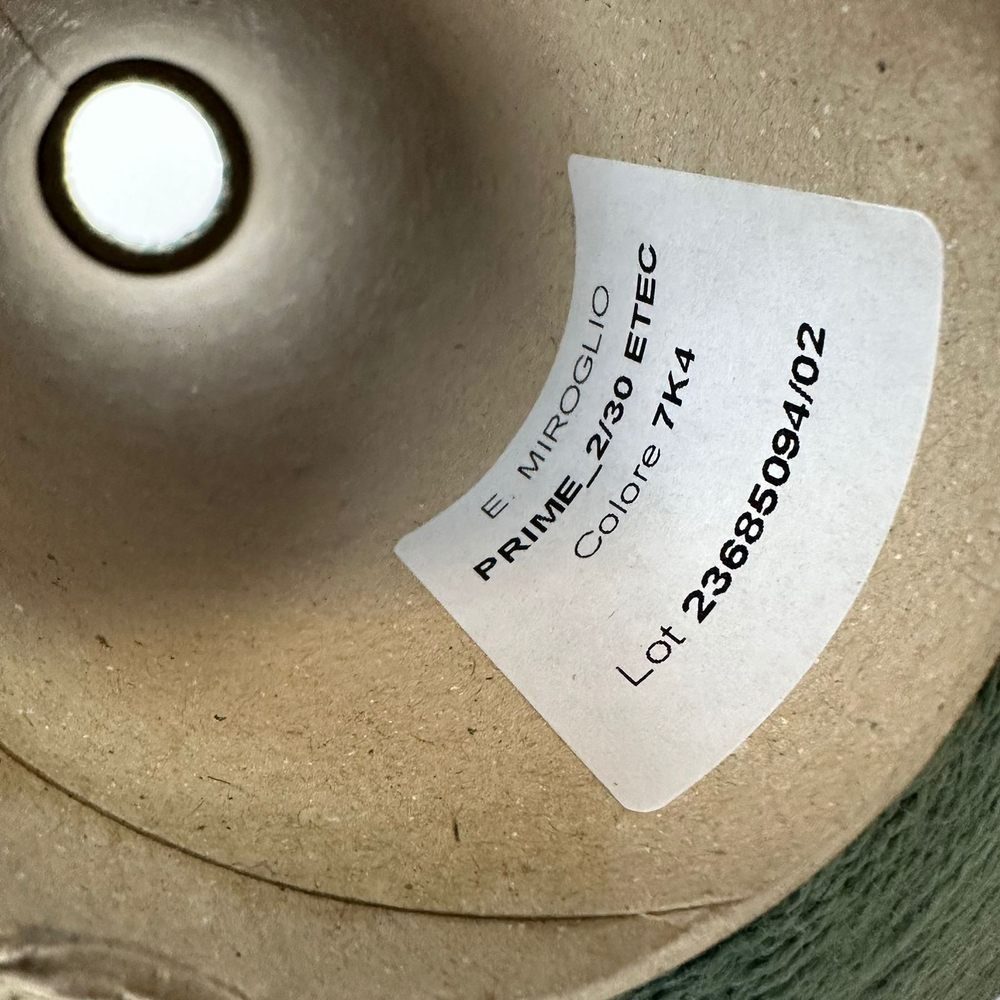 E. MIROGLIO
PRIME_2/30 ETEC
Colore 7K4
Lot 23685094/02